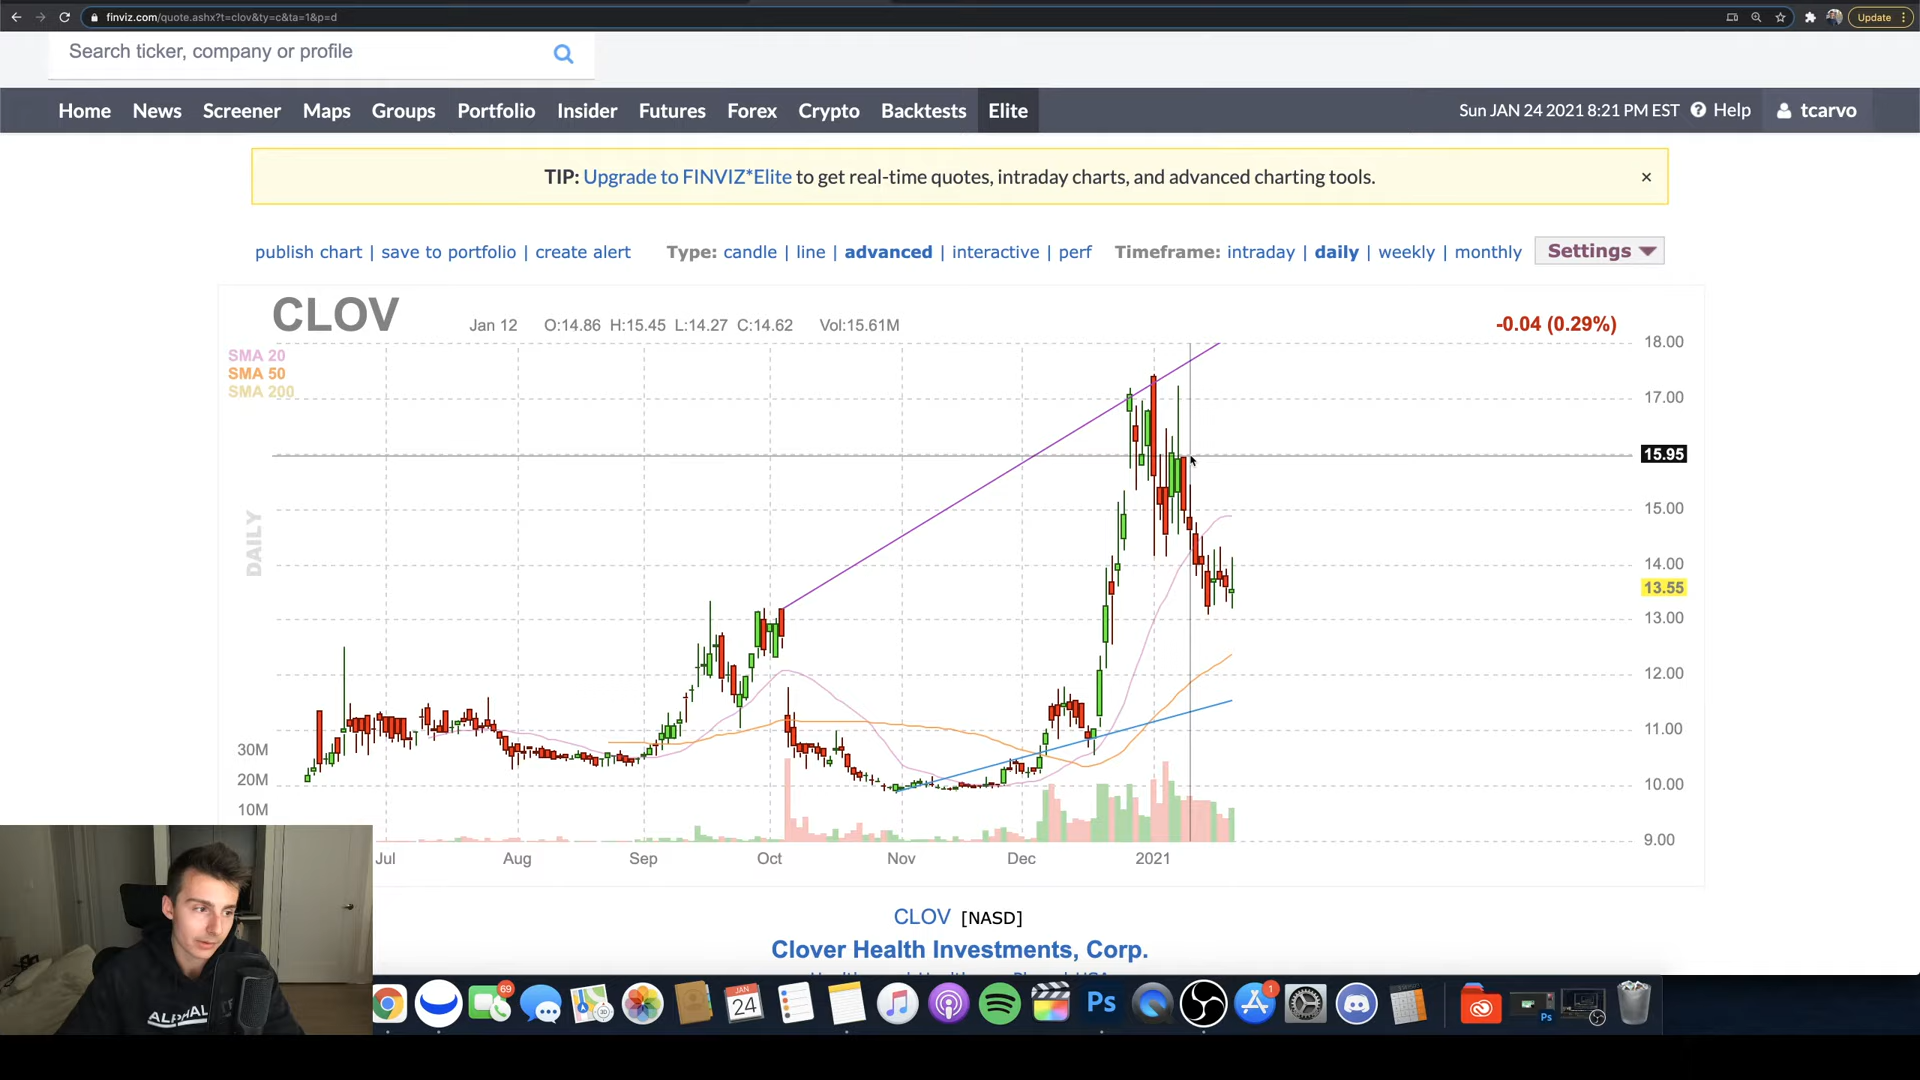 finviz.com/quote.ashx?t=clov&ty=c&ta=1&p=d
Update
Search ticker, company or profile
Home News Screener Maps Groups Portfolio Insider Futures Forex Crypto Backtests Elite Sun JAN 24 2021 8:21 PM EST Help tcarvo
TIP: Upgrade to FINVIZ*Elite to get real-time quotes, intraday charts, and advanced charting tools. ×
publish chart | save to portfolio | create alert Type: candle | line | advanced | interactive | perf Timeframe: intraday | daily | weekly | monthly Settings
CLOV Jan 12 O:14.86 H:15.45 L:14.27 C:14.62 Vol:15.61M -0.04 (0.29%)
SMA 20
SMA 50
SMA 200
18.00
17.00
15.95
15.00
14.00
13.55
13.00
12.00
11.00
10.00
9.00
DAILY
30M
20M
10M
Jul Aug Sep Oct Nov Dec 2021
CLOV [NASD]
Clover Health Investments, Corp.
69
JAN
24
Ps
1
Ps